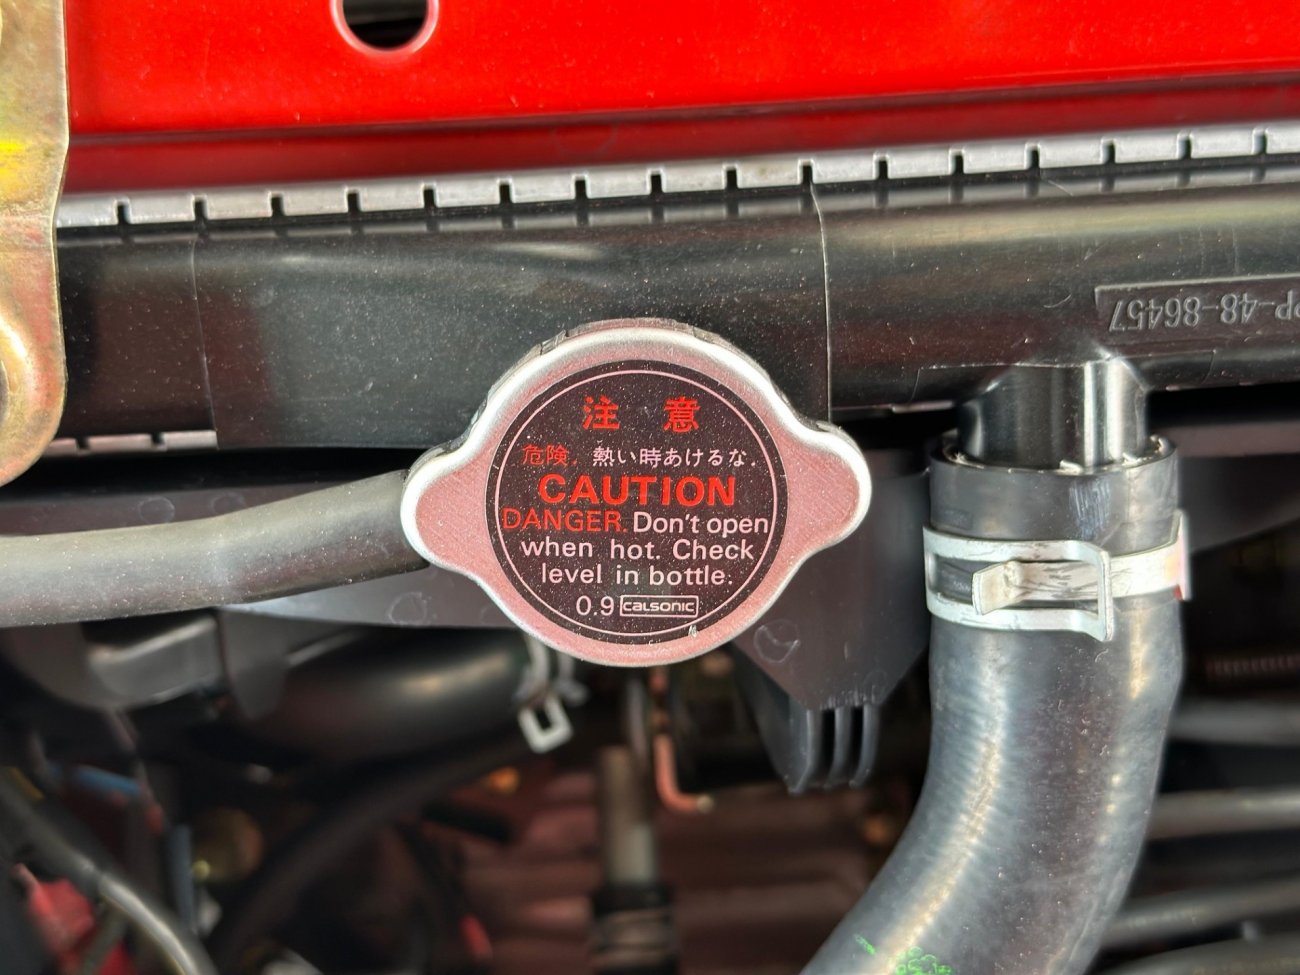 PP-48-86457
注 意
危険。熱い時あけるな。
CAUTION
DANGER. Don't open
when hot. Check
level in bottle.
0.9 CALSONIC